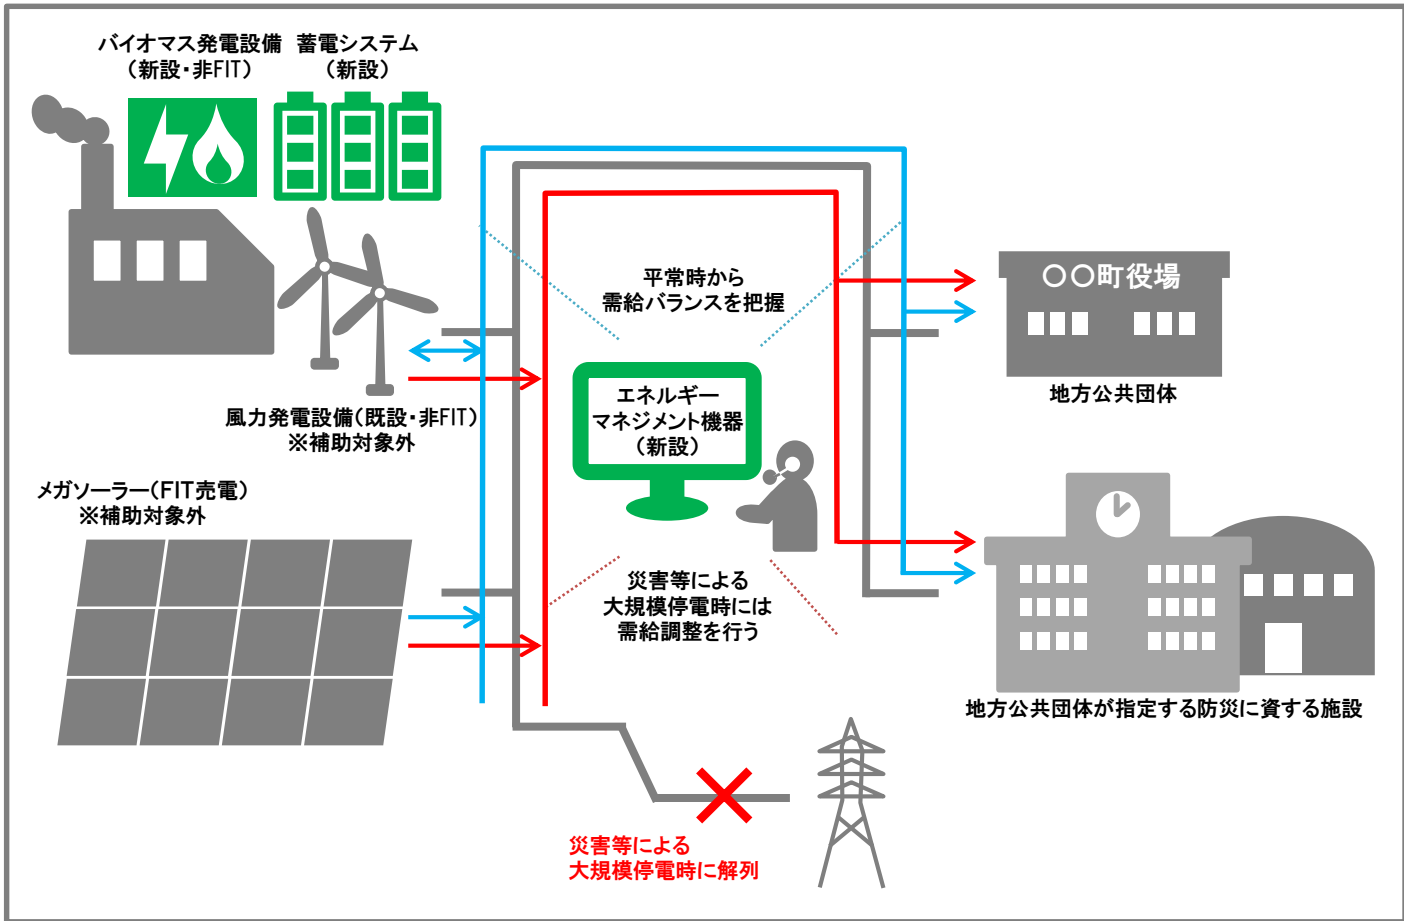 バイオマス発電設備
（新設・非FIT）
蓄電システム
（新設）
平常時から
需給バランスを把握
〇〇町役場
地方公共団体
エネルギー
マネジメント機器
（新設）
風力発電設備（既設・非FIT）
※補助対象外
メガソーラー（FIT売電）
※補助対象外
災害等による
大規模停電時には
需給調整を行う
地方公共団体が指定する防災に資する施設
災害等による
大規模停電時に解列